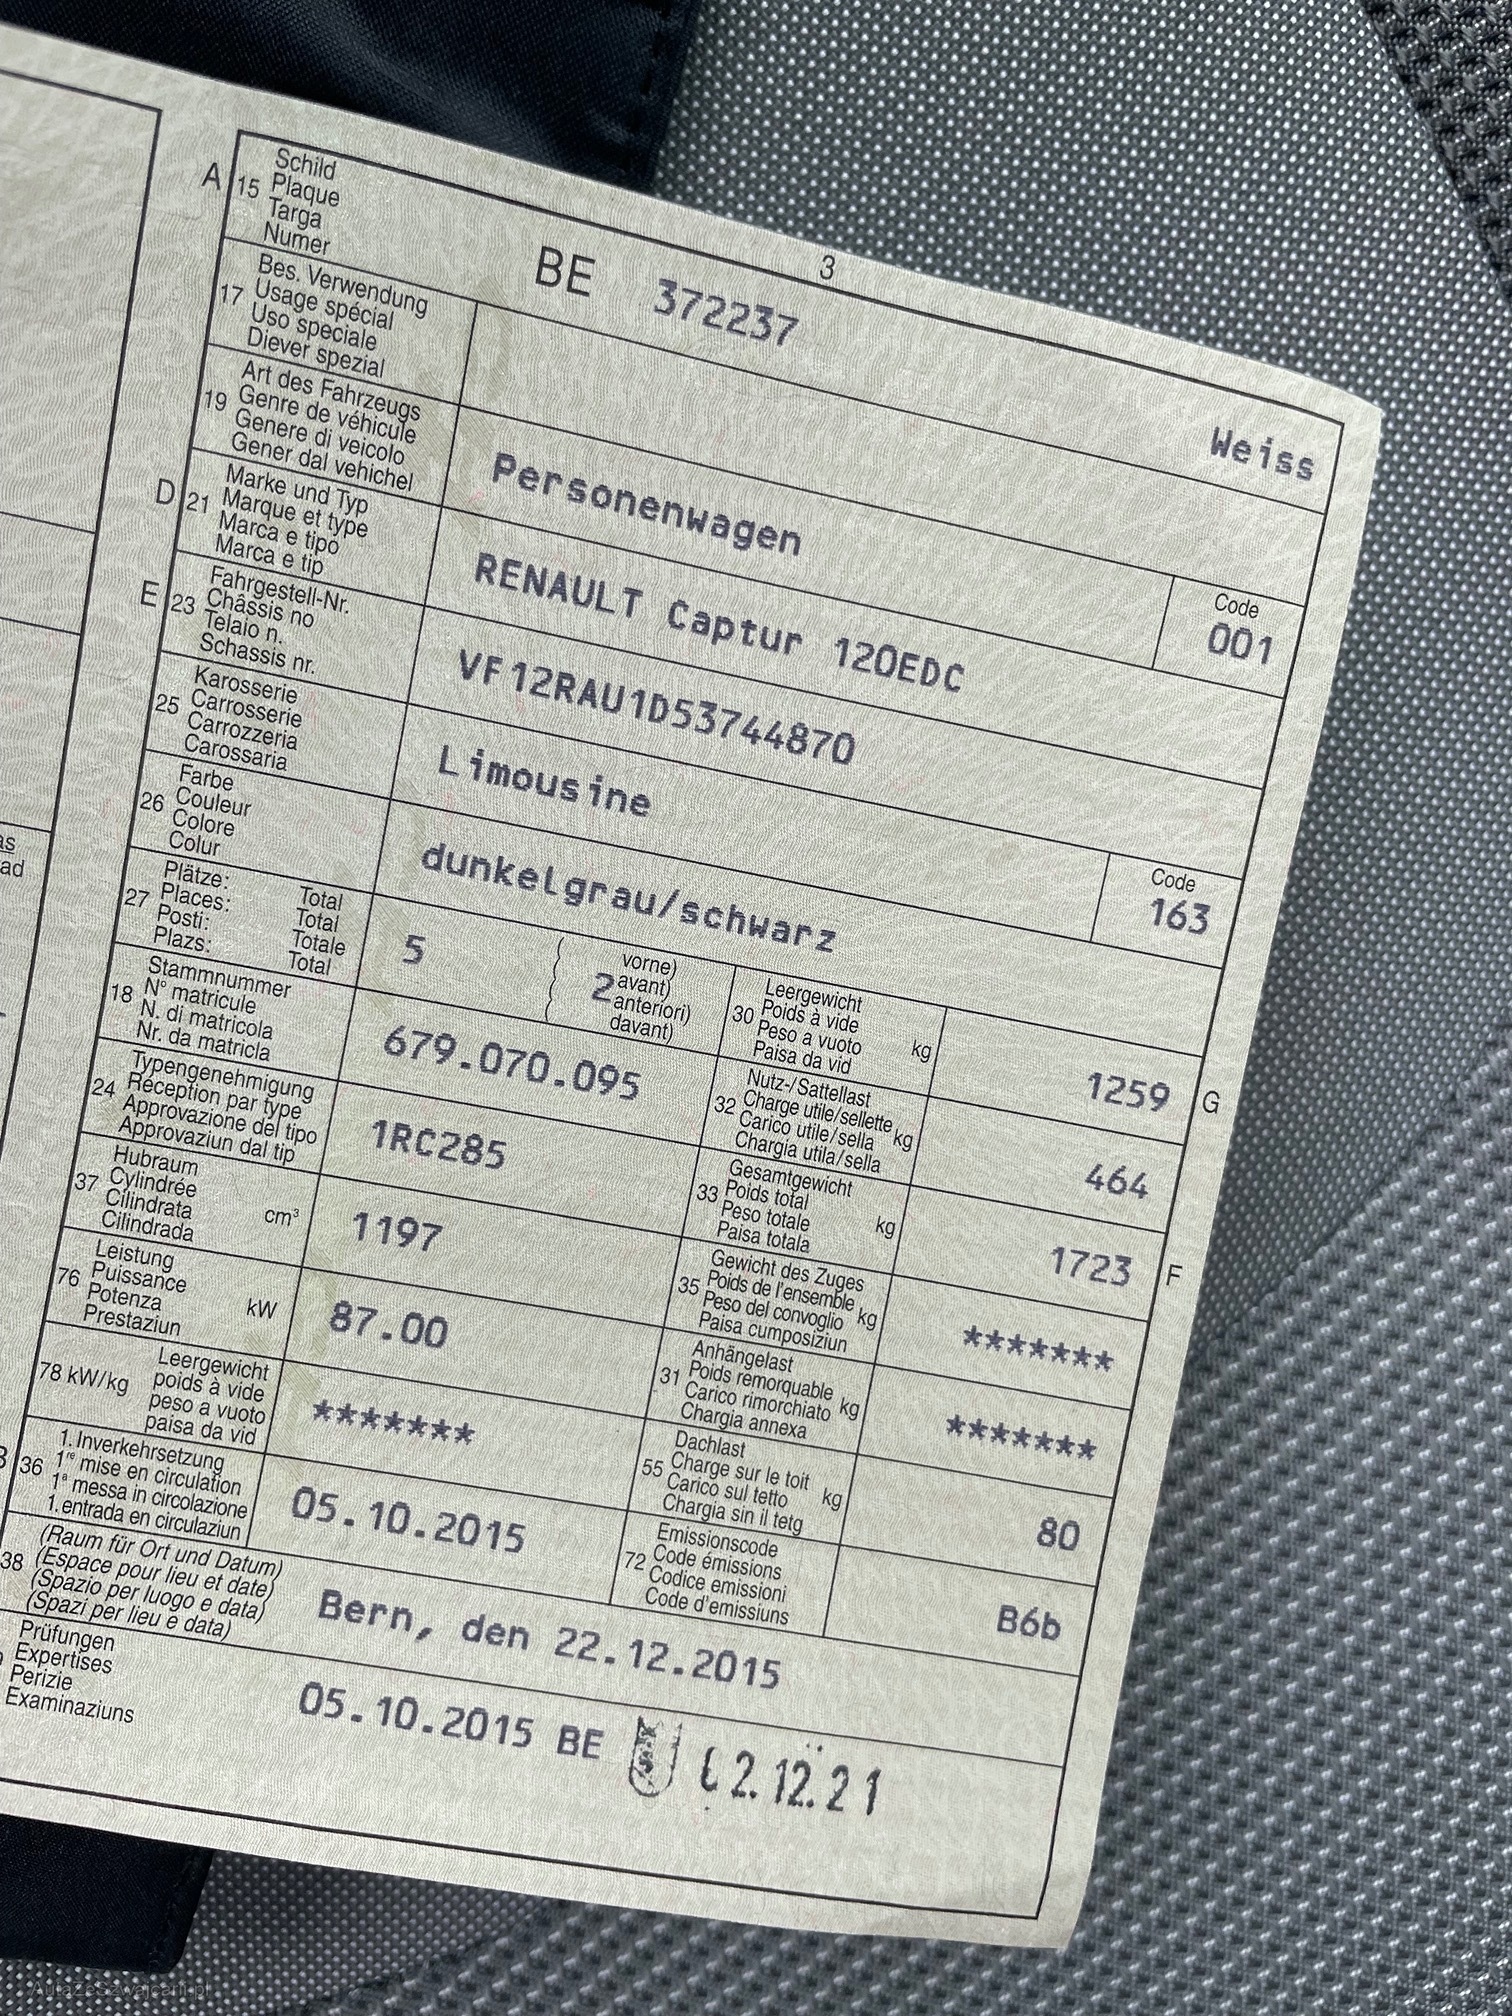 3
A 15 Schild
Plaque
Targa
Numer
BE 372237 Weiss
17 Bes. Verwendung
Usage spécial
Uso speciale
Diever spezial
19 Art des Fahrzeugs
Genre de véhicule
Genere di veicolo
Gener dal vehichel
Personenwagen
Code
001
D 21 Marke und Typ
Marque et type
Marca e tipo
Marca e tip
RENAULT Captur 120EDC
E 23 Fahrgestell-Nr.
Châssis no
Telaio n.
Schassis nr.
VF12RAU1D53744870
25 Karosserie
Carrosserie
Carrozzeria
Carossaria
Limousine
Code
163
26 Farbe
Couleur
Colore
Colur
dunkelgrau/schwarz
27 Plätze: Total
Places: Total
Posti: Totale
Plazs: Total
5
2 vorne)
avant)
anteriori)
davant)
30 Leergewicht
Poids à vide
Peso a vuoto kg
Paisa da vid
1259 G
18 Stammnummer
N° matricule
N. di matricola
Nr. da matricla
679.070.095
32 Nutz-/Sattellast
Charge utile/sellette kg
Carico utile/sella
Chargia utila/sella
464
24 Typengenehmigung
Réception par type
Approvazione del tipo
Approvaziun dal tip
1RC285
33 Gesamtgewicht
Poids total
Peso totale kg
Paisa totala
1723 F
37 Hubraum
Cylindrée
Cilindrata cm³
Cilindrada
1197
35 Gewicht des Zuges
Poids de l'ensemble kg
Peso del convoglio
Paisa cumposiziun
*******
76 Leistung
Puissance
Potenza kW
Prestaziun
87.00
31 Anhängelast
Poids remorquable kg
Carico rimorchiato
Chargia annexa
*******
78 kW/kg Leergewicht
poids à vide
peso a vuoto
paisa da vid
*******
55 Dachlast
Charge sur le toit
Carico sul tetto kg
Chargia sin il tetg
80
B 36 1. Inverkehrsetzung
1re mise en circulation
1a messa in circolazione
1. entrada en circulaziun
05.10.2015
72 Emissionscode
Code émissions
Codice emissioni
Code d'emissiuns
B6b
38 (Raum für Ort und Datum)
(Espace pour lieu et date)
(Spazio per luogo e data)
(Spazi per lieu e data)
Bern, den 22.12.2015
Prüfungen
Expertises
Perizie
Examinaziuns
05.10.2015 BE 2.12.21
AutaZeSzwajcarii.pl